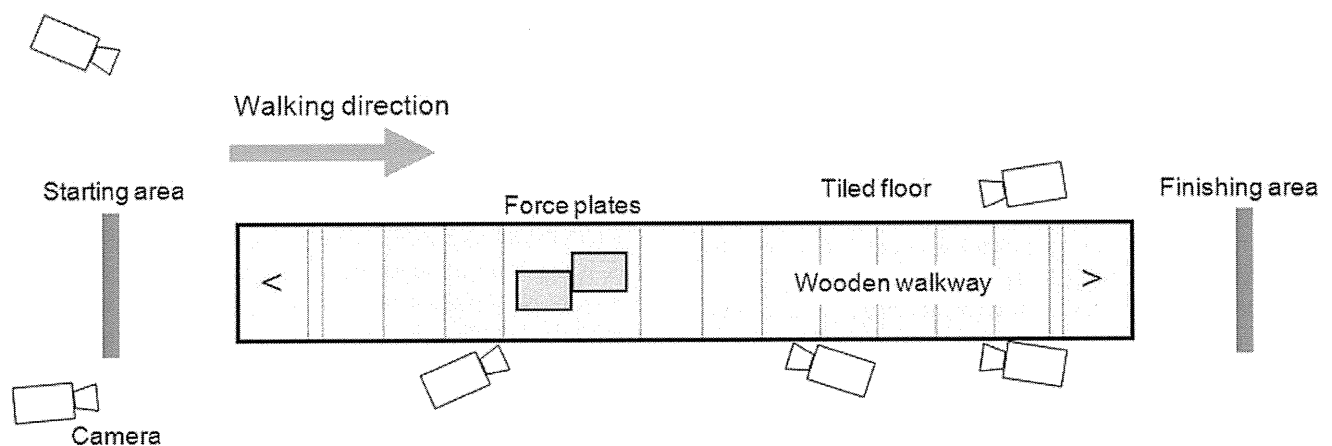 Walking direction
Starting area
Force plates
Tiled floor
Finishing area
<
Wooden walkway
>
Camera